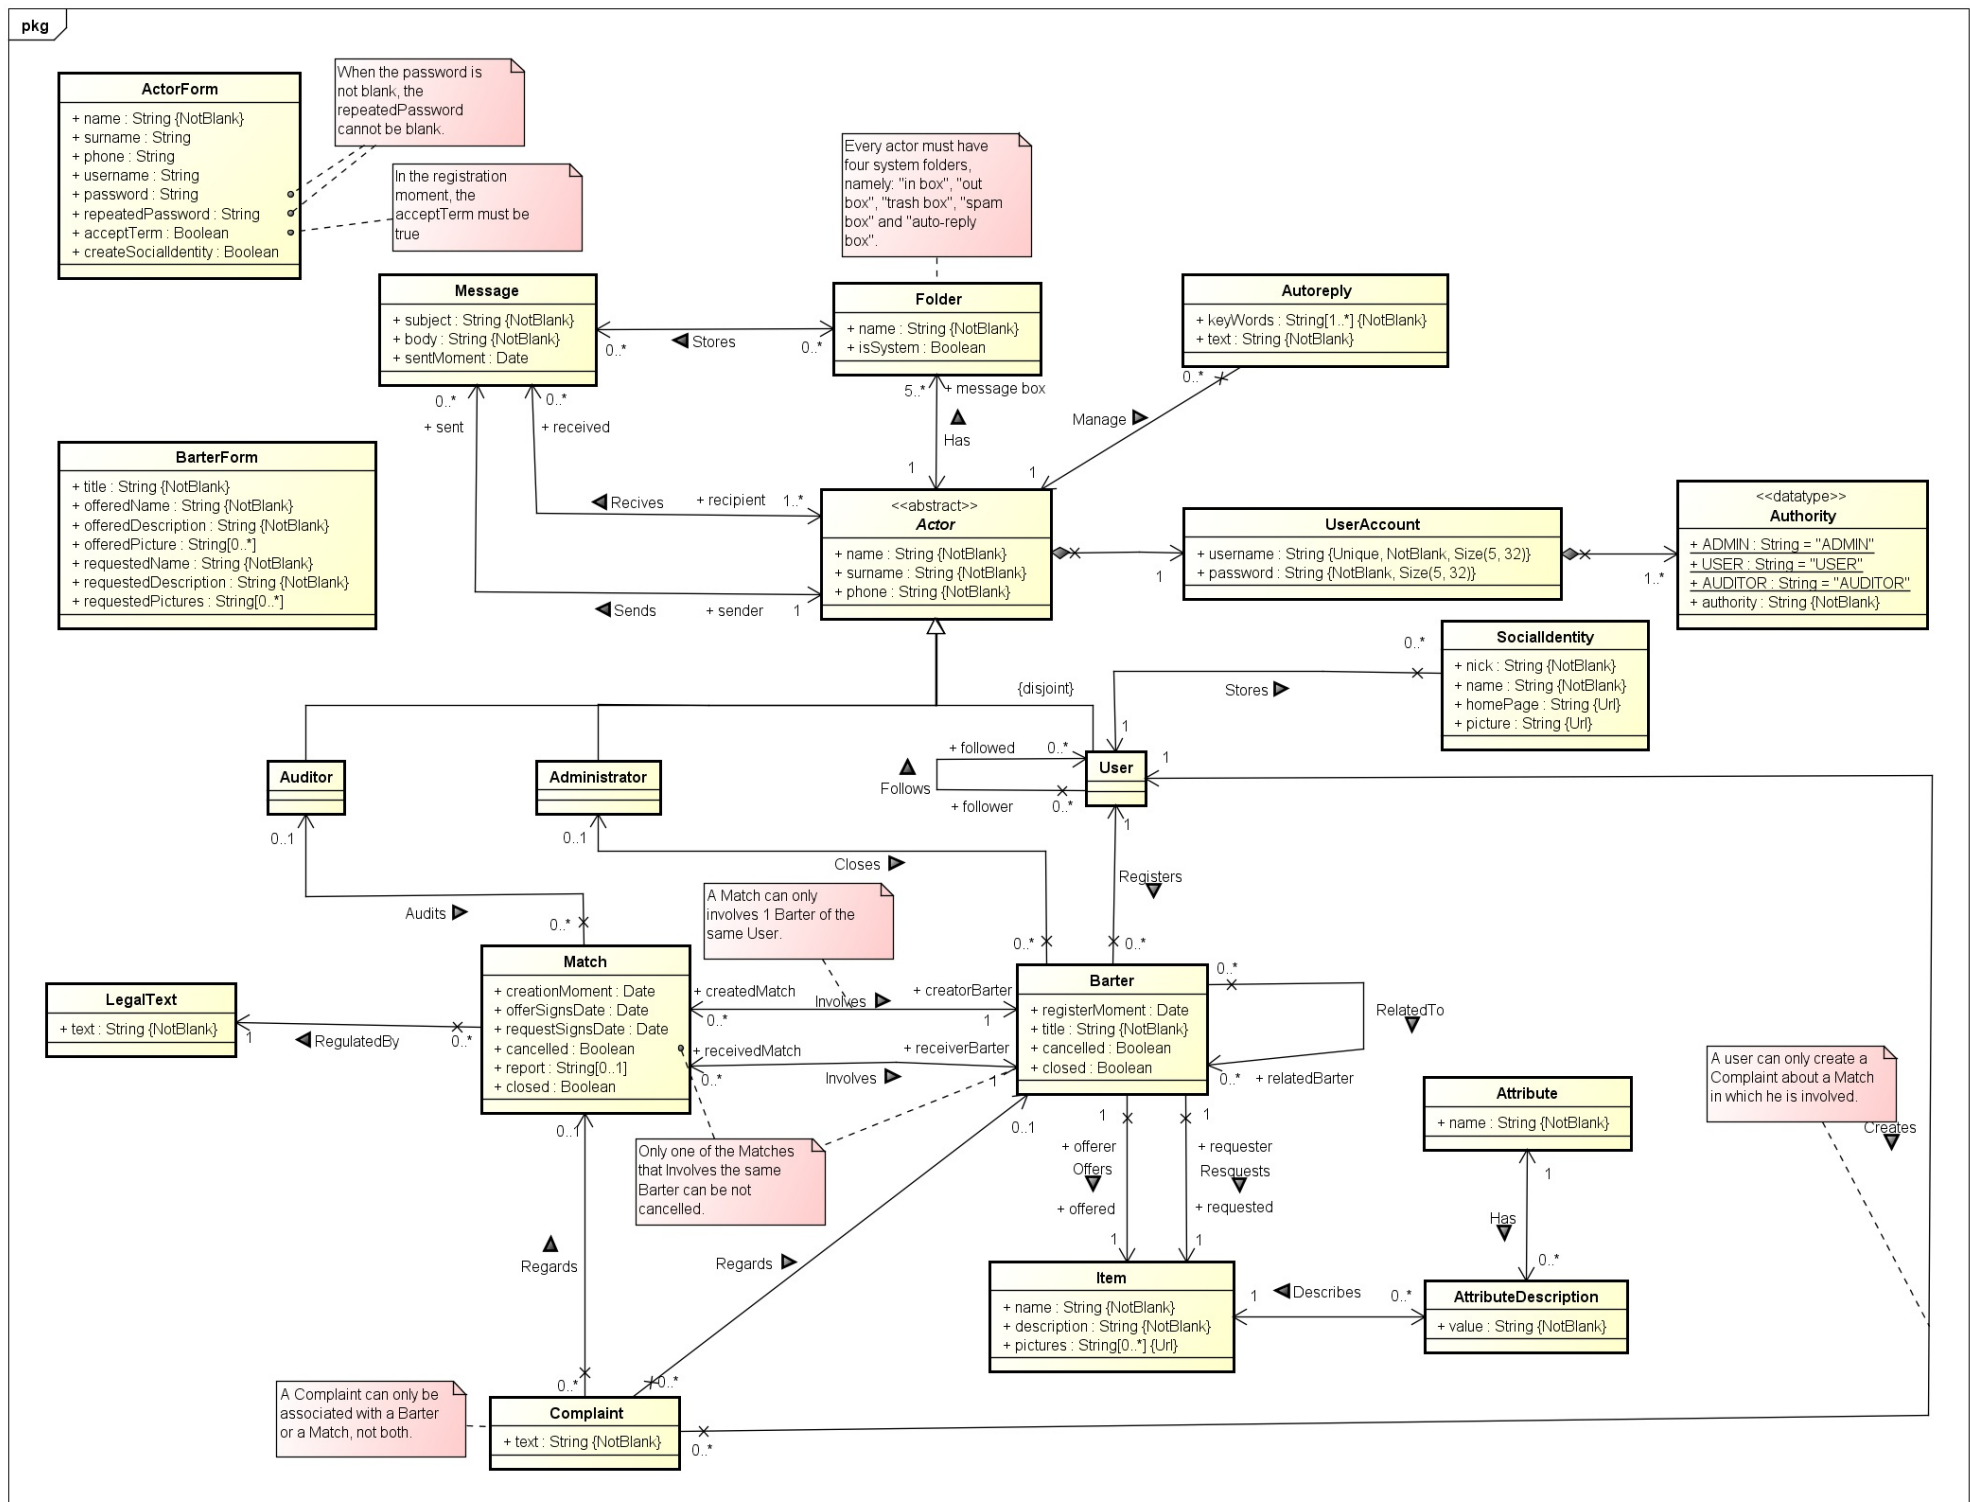 pkg
ActorForm
+ name : String {NotBlank}
+ surname : String
+ phone : String
+ username : String
+ password : String
+ repeatedPassword : String
+ acceptTerm : Boolean
+ createSocialIdentity : Boolean
When the password is
not blank, the
repeatedPassword
cannot be blank.
In the registration
moment, the
acceptTerm must be
true
Every actor must have
four system folders,
namely: "in box", "out
box", "trash box", "spam
box" and "auto-reply
box".
Message
+ subject : String {NotBlank}
+ body : String {NotBlank}
+ sentMoment : Date
0..*
Stores
0..*
Folder
+ name : String {NotBlank}
+ isSystem : Boolean
Autoreply
+ keyWords : String[1..*] {NotBlank}
+ text : String {NotBlank}
0..*
+ sent
0..*
+ received
5..*
+ message box
Has
1
0..*
Manage
1
BarterForm
+ title : String {NotBlank}
+ offeredName : String {NotBlank}
+ offeredDescription : String {NotBlank}
+ offeredPicture : String[0..*]
+ requestedName : String {NotBlank}
+ requestedDescription : String {NotBlank}
+ requestedPictures : String[0..*]
Recives
+ recipient
1..*
Sends
+ sender
1
<<abstract>>
Actor
+ name : String {NotBlank}
+ surname : String {NotBlank}
+ phone : String {NotBlank}
1
UserAccount
+ username : String {Unique, NotBlank, Size(5, 32)}
+ password : String {NotBlank, Size(5, 32)}
1..*
<<datatype>>
Authority
+ ADMIN : String = "ADMIN"
+ USER : String = "USER"
+ AUDITOR : String = "AUDITOR"
+ authority : String {NotBlank}
SocialIdentity
+ nick : String {NotBlank}
+ name : String {NotBlank}
+ homePage : String {Url}
+ picture : String {Url}
0..*
Stores
1
{disjoint}
Auditor
Administrator
User
+ followed
0..*
Follows
+ follower
0..*
1
0..1
0..1
1
Closes
Registers
Audits
0..*
A Match can only
involves 1 Barter of the
same User.
0..*
0..*
LegalText
+ text : String {NotBlank}
1
RegulatedBy
0..*
Match
+ creationMoment : Date
+ offerSignsDate : Date
+ requestSignsDate : Date
+ cancelled : Boolean
+ report : String[0..1]
+ closed : Boolean
+ createdMatch
0..*
Involves
+ creatorBarter
1
+ receivedMatch
0..*
Involves
+ receiverBarter
1
Barter
+ registerMoment : Date
+ title : String {NotBlank}
+ cancelled : Boolean
+ closed : Boolean
0..*
RelatedTo
0..*
+ relatedBarter
A user can only create a
Complaint about a Match
in which he is involved.
Creates
Attribute
+ name : String {NotBlank}
1
Has
0..*
0..1
Only one of the Matches
that Involves the same
Barter can be not
cancelled.
0..1
1
+ offerer
Offers
+ offered
1
1
+ requester
Resquests
+ requested
1
Regards
Regards
Item
+ name : String {NotBlank}
+ description : String {NotBlank}
+ pictures : String[0..*] {Url}
1
Describes
0..*
AttributeDescription
+ value : String {NotBlank}
A Complaint can only be
associated with a Barter
or a Match, not both.
0..*
0..*
Complaint
+ text : String {NotBlank}
0..*